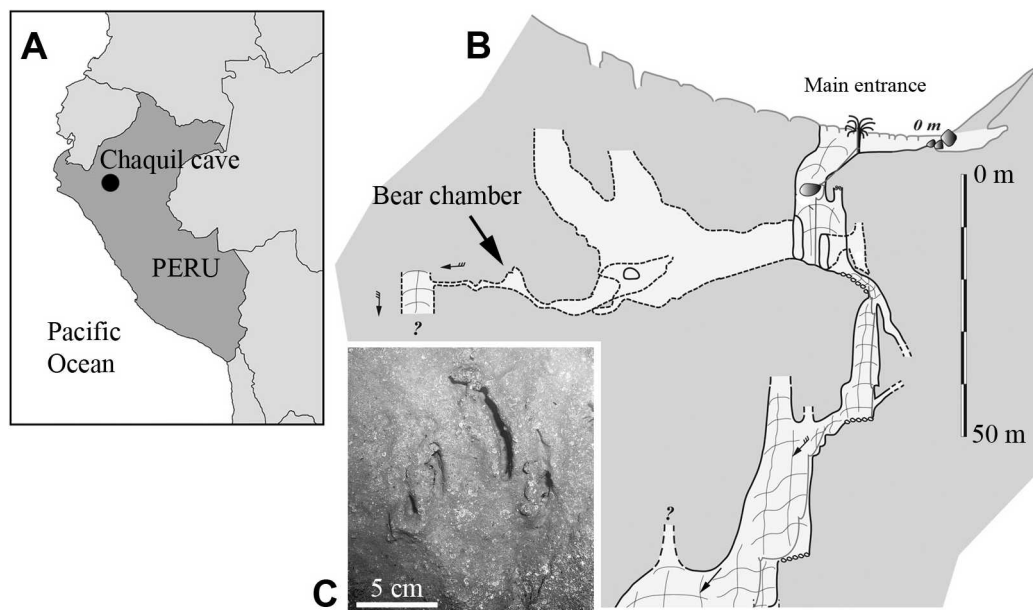 A
Chaquil cave
PERU
Pacific
Ocean
B
Main entrance
0 m
0 m
Bear chamber
?
50 m
?
C
5 cm